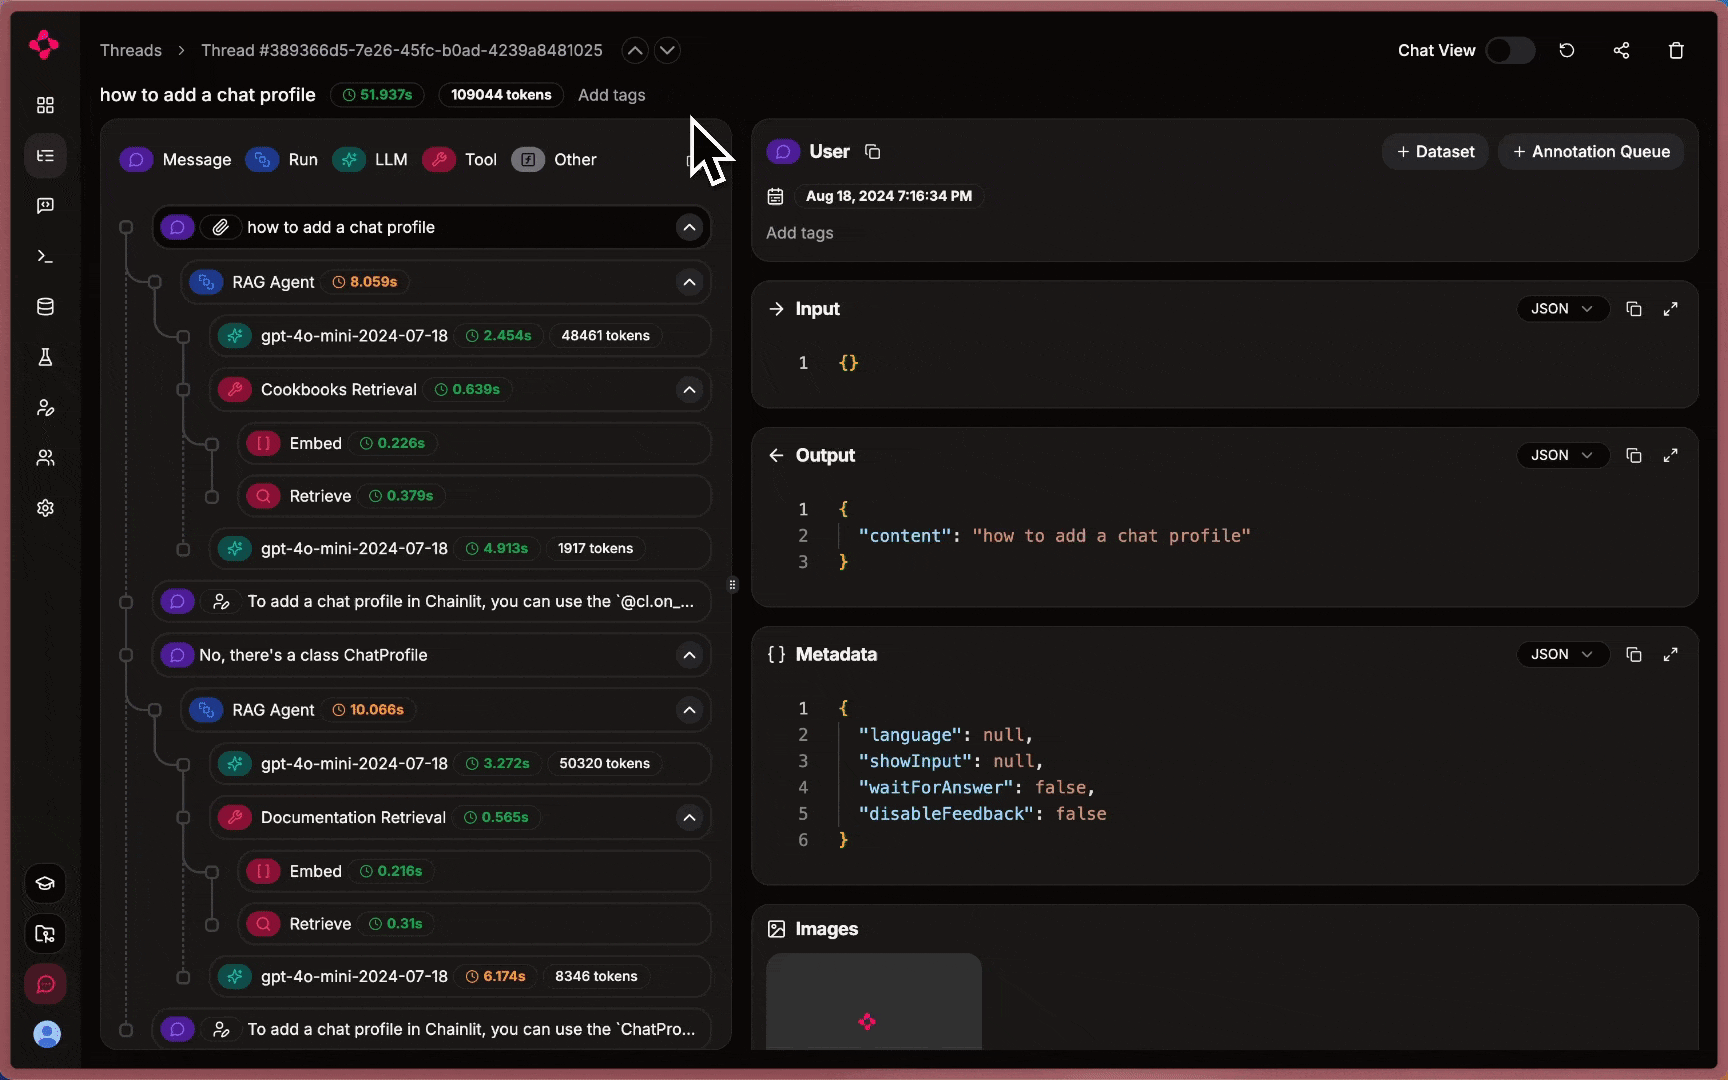 Threads > Thread #389366d5-7e26-45fc-b0ad-4239a8481025
Chat View
how to add a chat profile 51.937s 109044 tokens Add tags
Message Run LLM Tool Other
how to add a chat profile
RAG Agent 8.059s
gpt-4o-mini-2024-07-18 2.454s 48461 tokens
Cookbooks Retrieval 0.639s
Embed 0.226s
Retrieve 0.379s
gpt-4o-mini-2024-07-18 4.913s 1917 tokens
To add a chat profile in Chainlit, you can use the `@cl.on_...
No, there's a class ChatProfile
RAG Agent 10.066s
gpt-4o-mini-2024-07-18 3.272s 50320 tokens
Documentation Retrieval 0.565s
Embed 0.216s
Retrieve 0.31s
gpt-4o-mini-2024-07-18 6.174s 8346 tokens
To add a chat profile in Chainlit, you can use the `ChatPro...
User
+ Dataset
+ Annotation Queue
Aug 18, 2024 7:16:34 PM
Add tags
Input
JSON
1 {}
Output
JSON
1 {
2 "content": "how to add a chat profile"
3 }
{} Metadata
JSON
1 {
2 "language": null,
3 "showInput": null,
4 "waitForAnswer": false,
5 "disableFeedback": false
6 }
Images